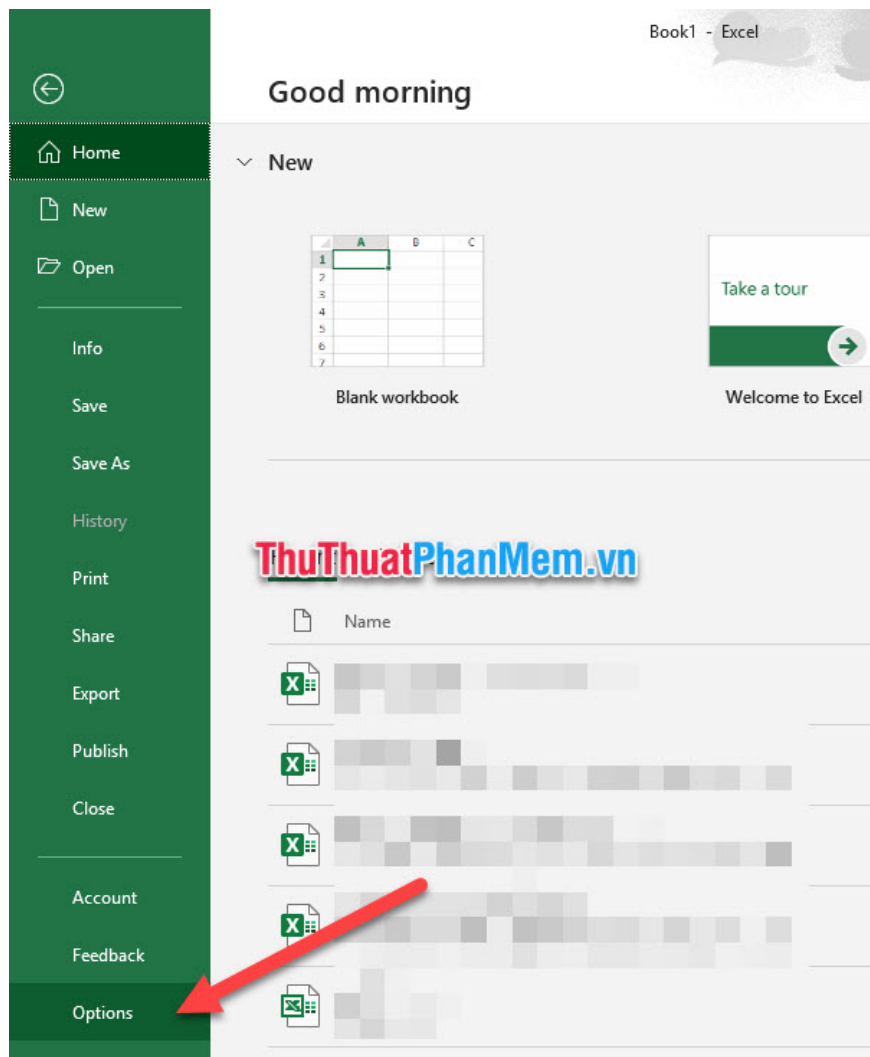 Book1 - Excel
Good morning
Home
New
Open
Info
Save
Save As
History
Print
Share
Export
Publish
Close
Account
Feedback
Options
New
A B C
1
2
3
4
5
6
7
Blank workbook
Take a tour
Welcome to Excel
ThuThuatPhanMem.vn
Name